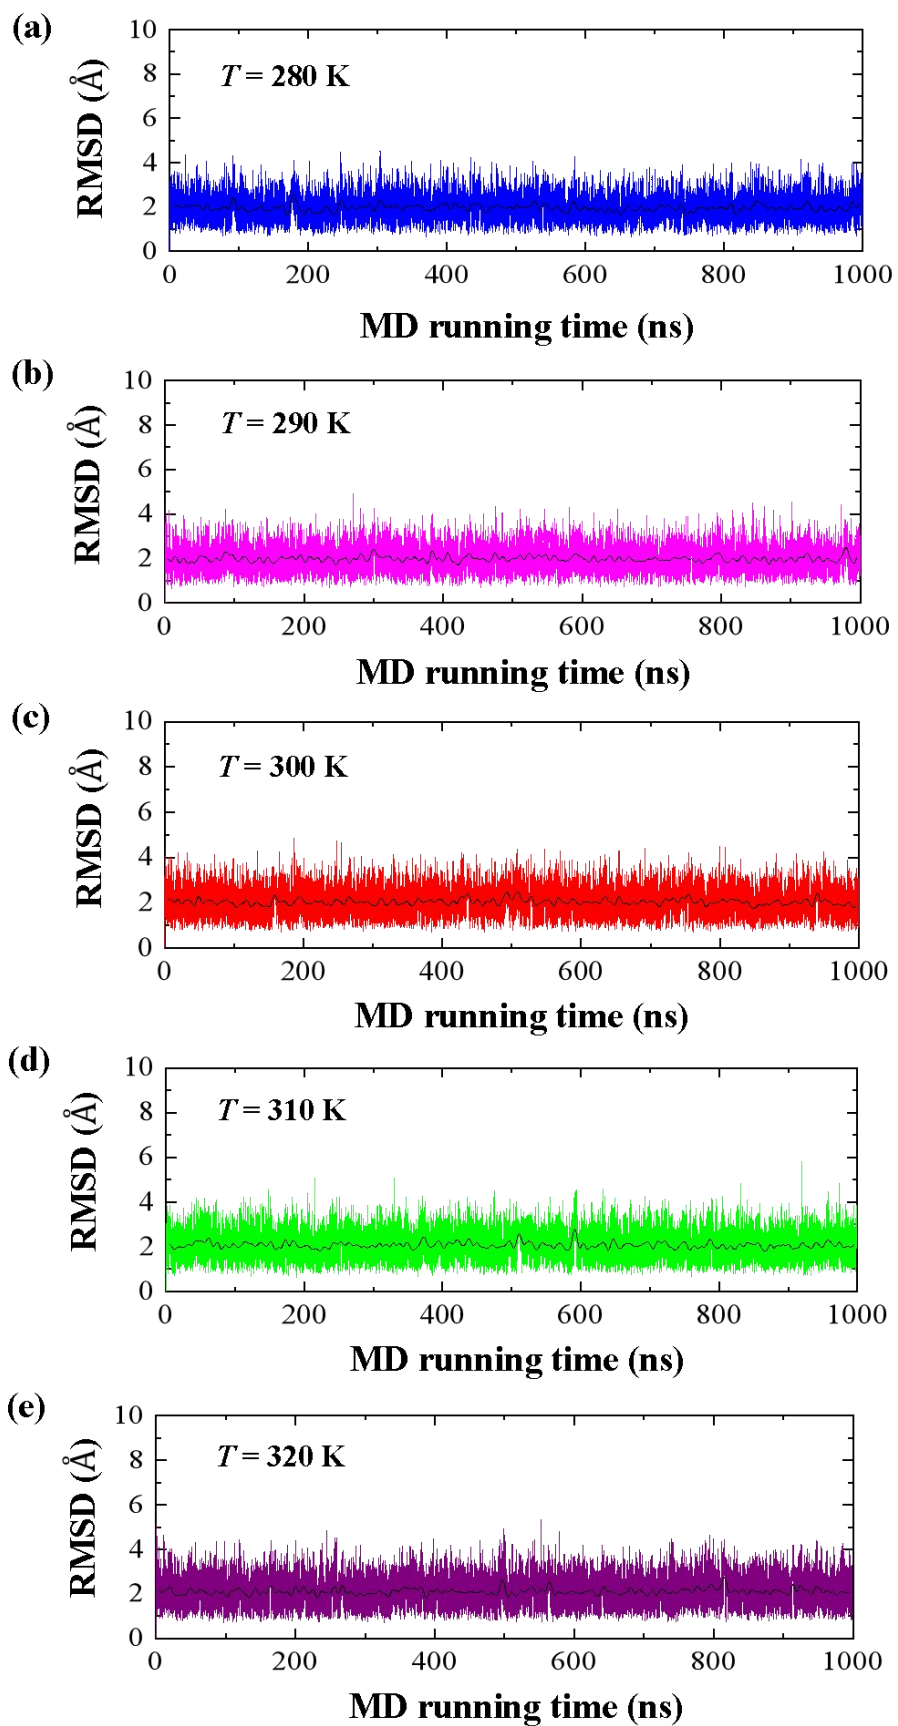 (a)
T = 280 K
RMSD (Å)
10
8
6
4
2
0
0 200 400 600 800 1000
MD running time (ns)
(b)
T = 290 K
RMSD (Å)
10
8
6
4
2
0
0 200 400 600 800 1000
MD running time (ns)
(c)
T = 300 K
RMSD (Å)
10
8
6
4
2
0
0 200 400 600 800 1000
MD running time (ns)
(d)
T = 310 K
RMSD (Å)
10
8
6
4
2
0
0 200 400 600 800 1000
MD running time (ns)
(e)
T = 320 K
RMSD (Å)
10
8
6
4
2
0
0 200 400 600 800 1000
MD running time (ns)